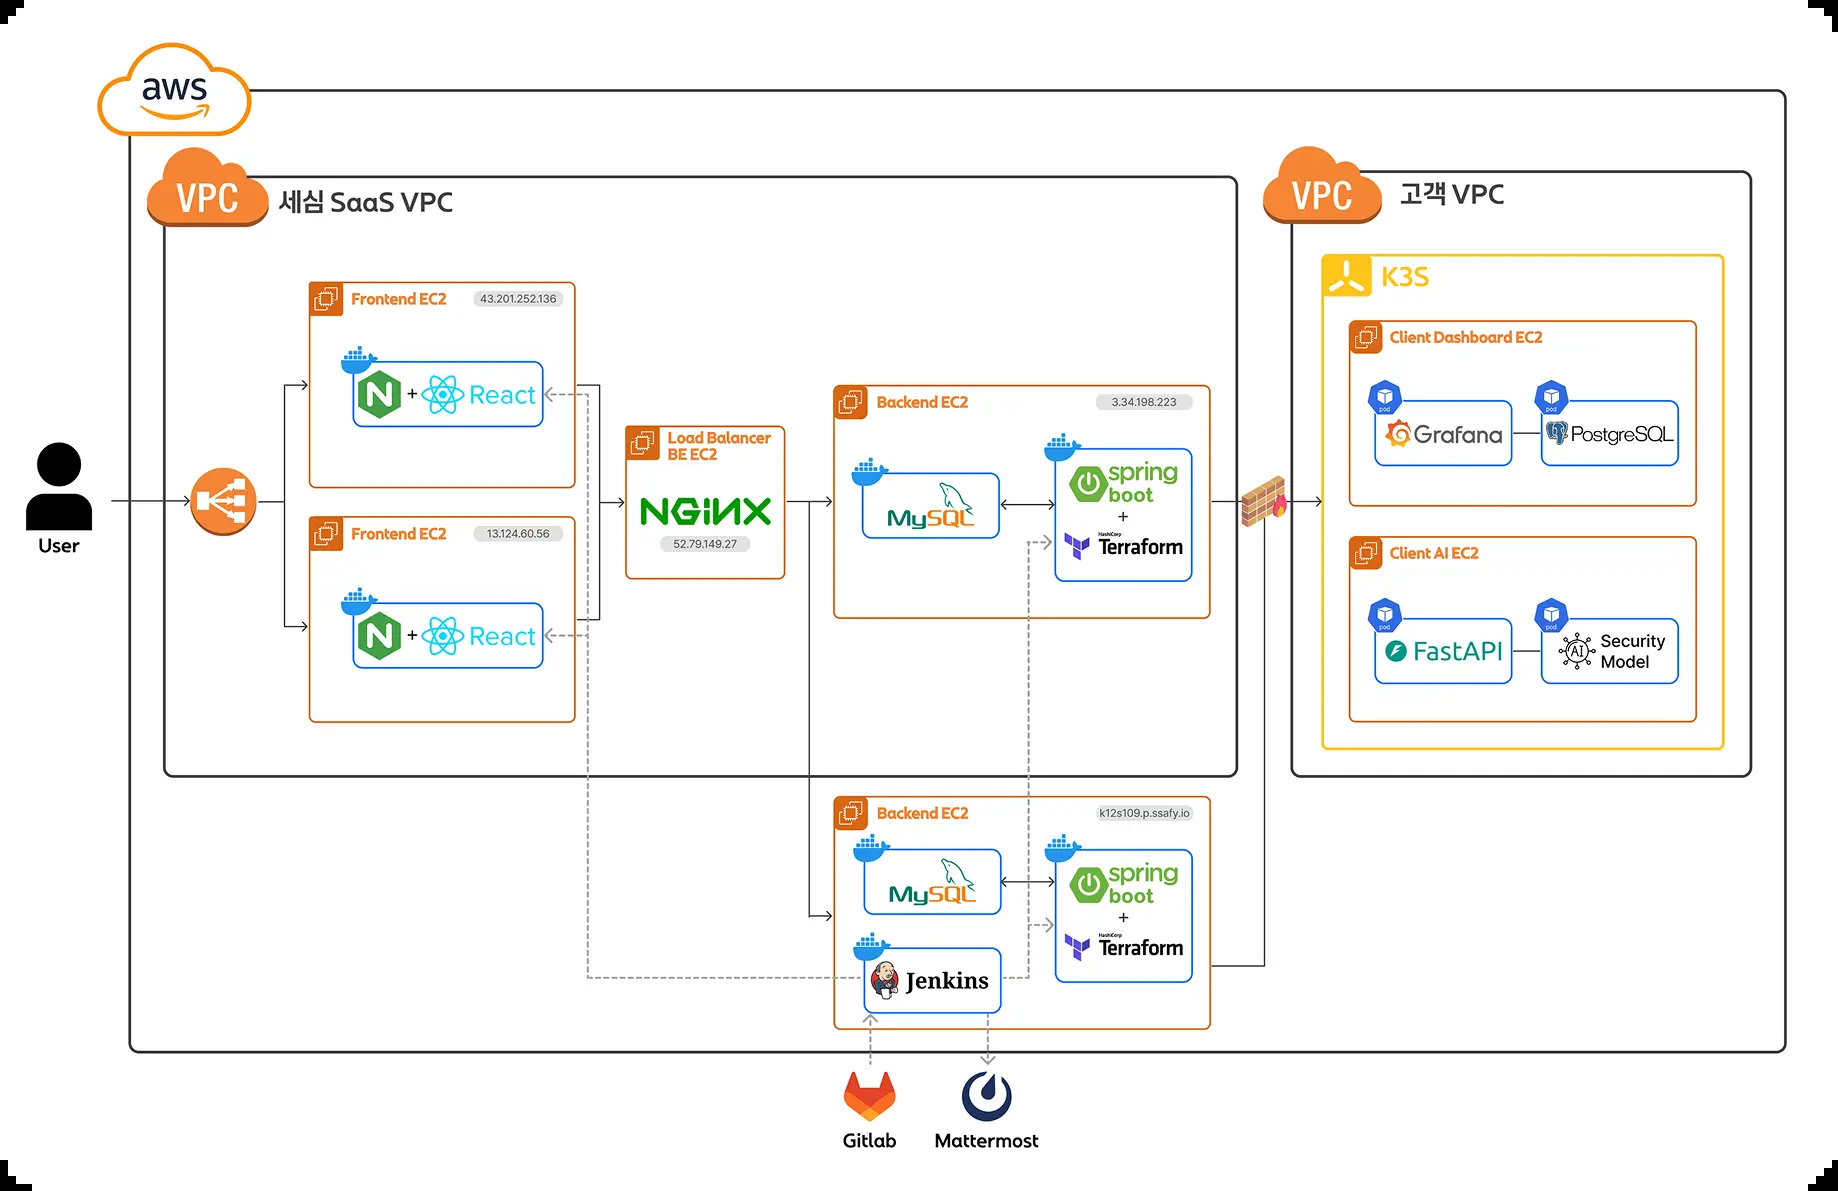 aws
VPC
세심 SaaS VPC
VPC
고객 VPC
K3S
Frontend EC2
43.201.252.136
N
+
React
Frontend EC2
13.124.60.56
N
+
React
User
Load Balancer
BE EC2
NGINX
52.79.149.27
Backend EC2
3.34.198.223
MySQL
spring
boot
+
HashiCorp
Terraform
Client Dashboard EC2
pod
Grafana
pod
PostgreSQL
Client AI EC2
pod
FastAPI
pod
AI
Security
Model
Backend EC2
k12s109.p.ssafy.io
MySQL
spring
boot
+
HashiCorp
Terraform
Jenkins
Gitlab
Mattermost